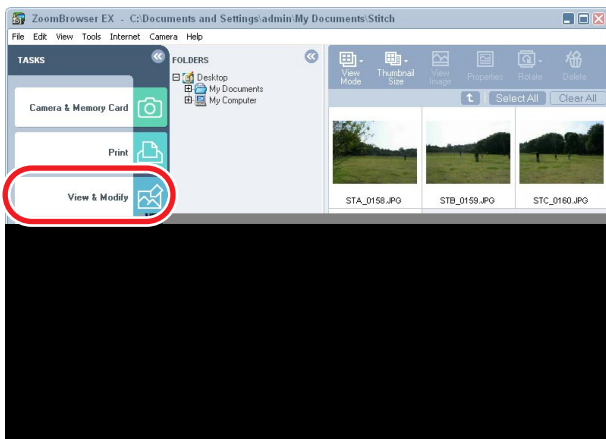 ZoomBrowser EX - C:\Documents and Settings\admin\My Documents\Stitch
File Edit View Tools Internet Camera Help
TASKS
FOLDERS
Desktop
My Documents
My Computer
Camera & Memory Card
Print
View & Modify
View Mode
Thumbnail Size
View Image
Properties
Rotate
Delete
Select All
Clear All
STA_0158.JPG
STB_0159.JPG
STC_0160.JPG